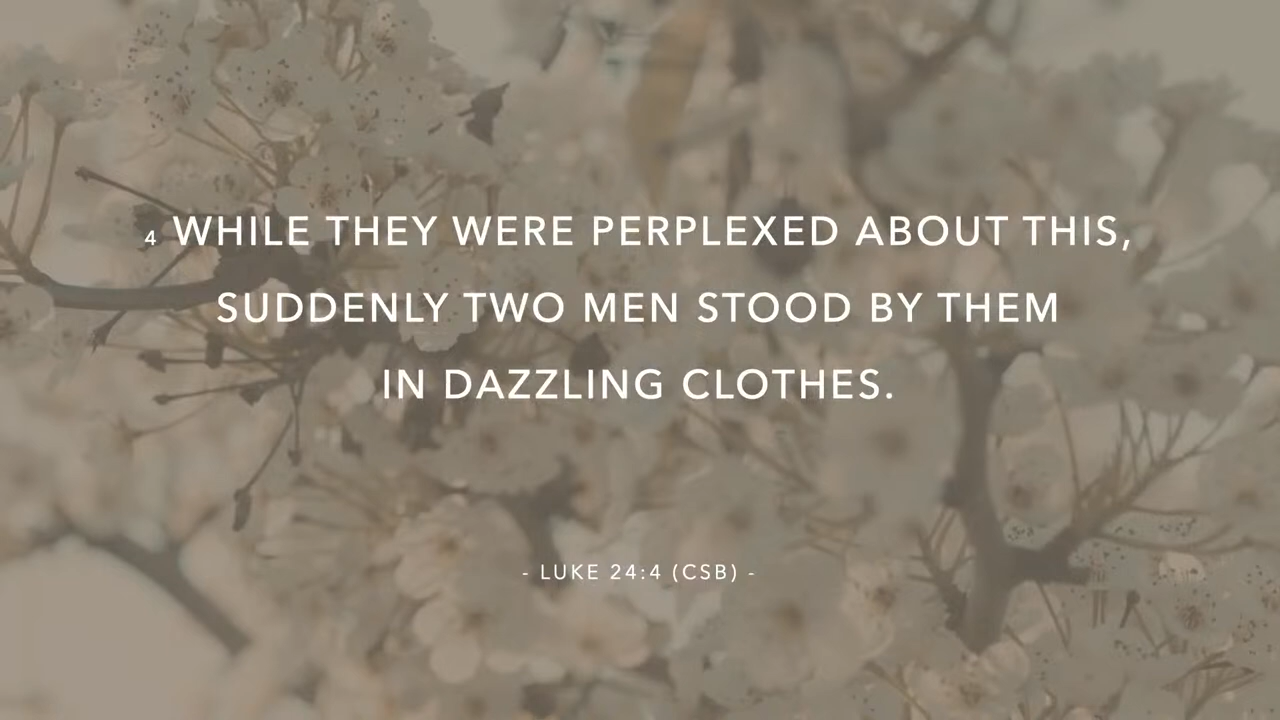 4 WHILE THEY WERE PERPLEXED ABOUT THIS,
SUDDENLY TWO MEN STOOD BY THEM
IN DAZZLING CLOTHES.
- LUKE 24:4 (CSB) -